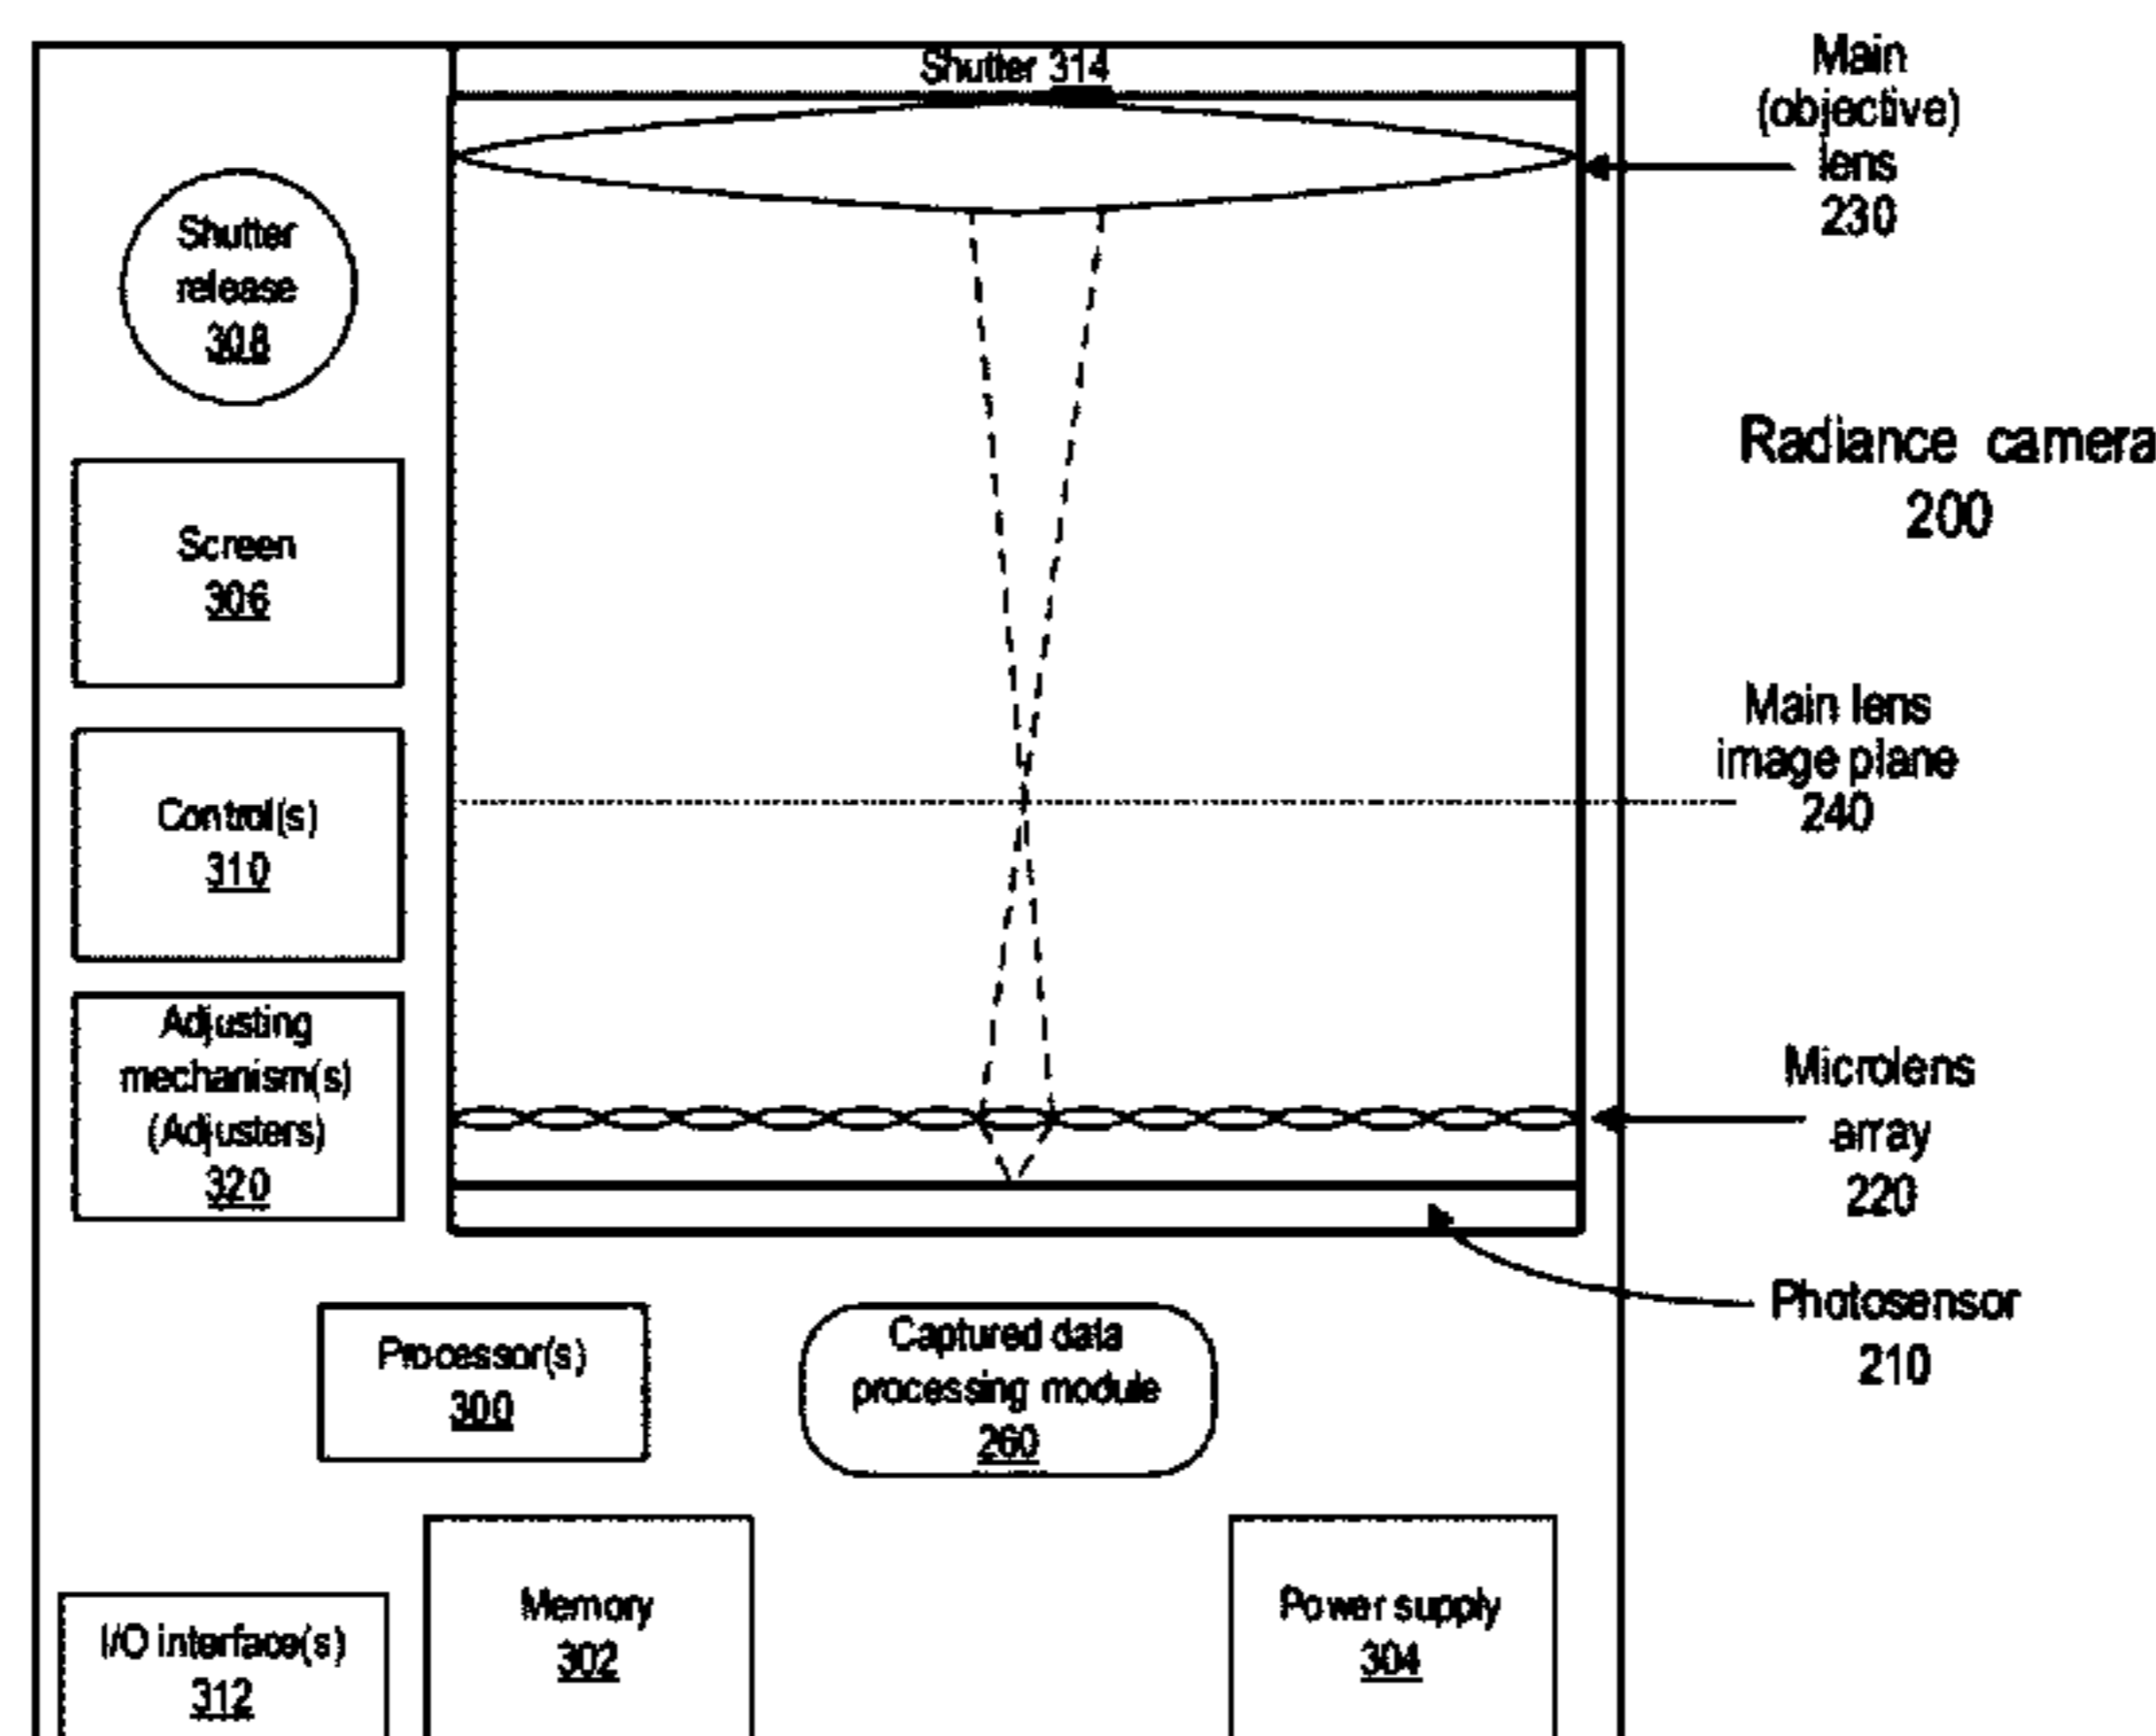 Shutter 314
Main
(objective)
lens
230
Shutter
release
308
Radiance camera
200
Screen
306
Main lens
image plane
240
Control(s)
310
Adjusting
mechanism(s)
(Adjusters)
320
Microlens
array
220
Photosensor
210
Processor(s)
300
Captured data
processing module
260
Memory
302
Power supply
304
I/O interface(s)
312